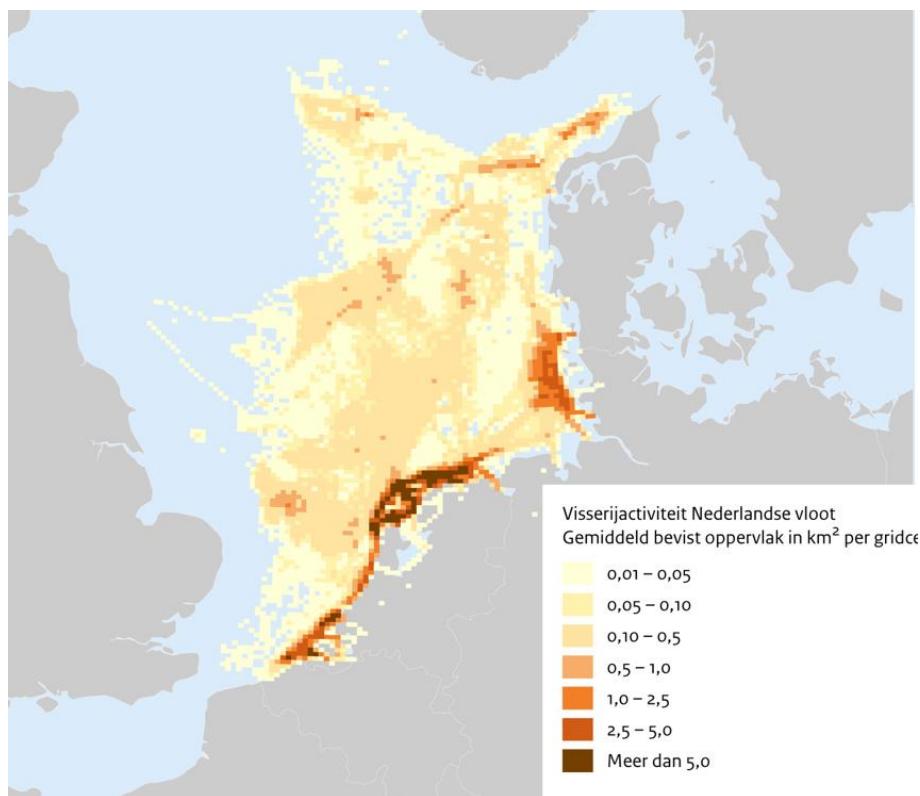 Visserijactiviteit Nederlandse vloot
Gemiddeld bevist oppervlak in km² per gridce
0,01 – 0,05
0,05 – 0,10
0,10 – 0,5
0,5 – 1,0
1,0 – 2,5
2,5 – 5,0
Meer dan 5,0